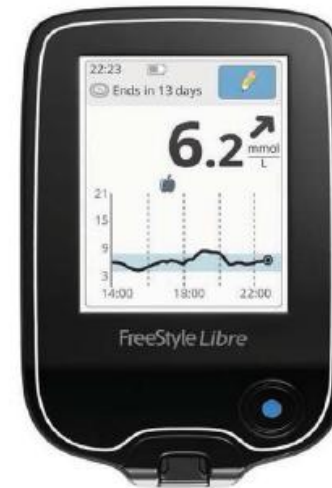 22:23
Ends in 13 days
6.2 mmol
L
21
15
9
3
14:00 18:00 22:00
FreeStyle Libre